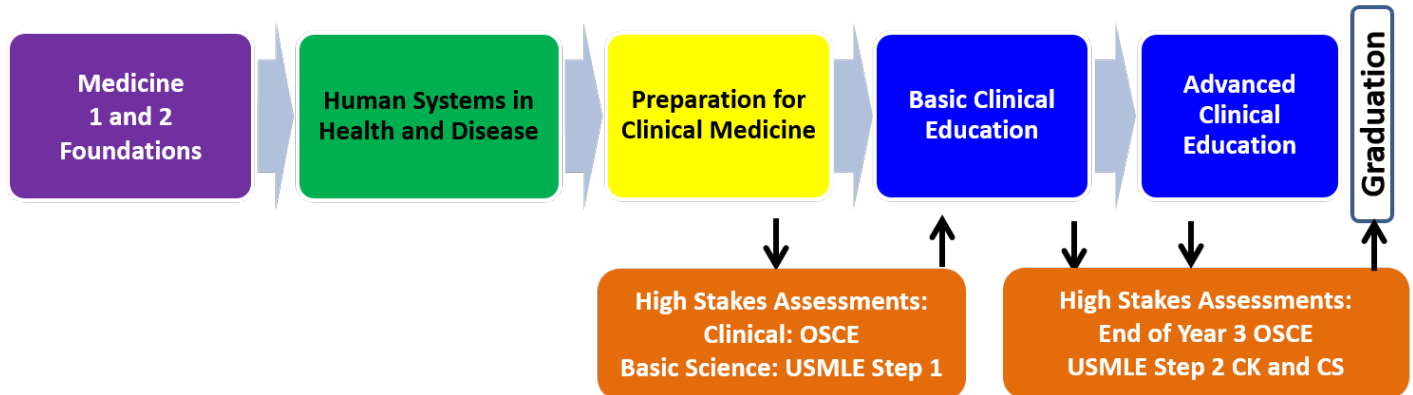 Medicine
1 and 2
Foundations
Human Systems in
Health and Disease
Preparation for
Clinical Medicine
Basic Clinical
Education
Advanced
Clinical
Education
Graduation
High Stakes Assessments:
Clinical: OSCE
Basic Science: USMLE Step 1
High Stakes Assessments:
End of Year 3 OSCE
USMLE Step 2 CK and CS